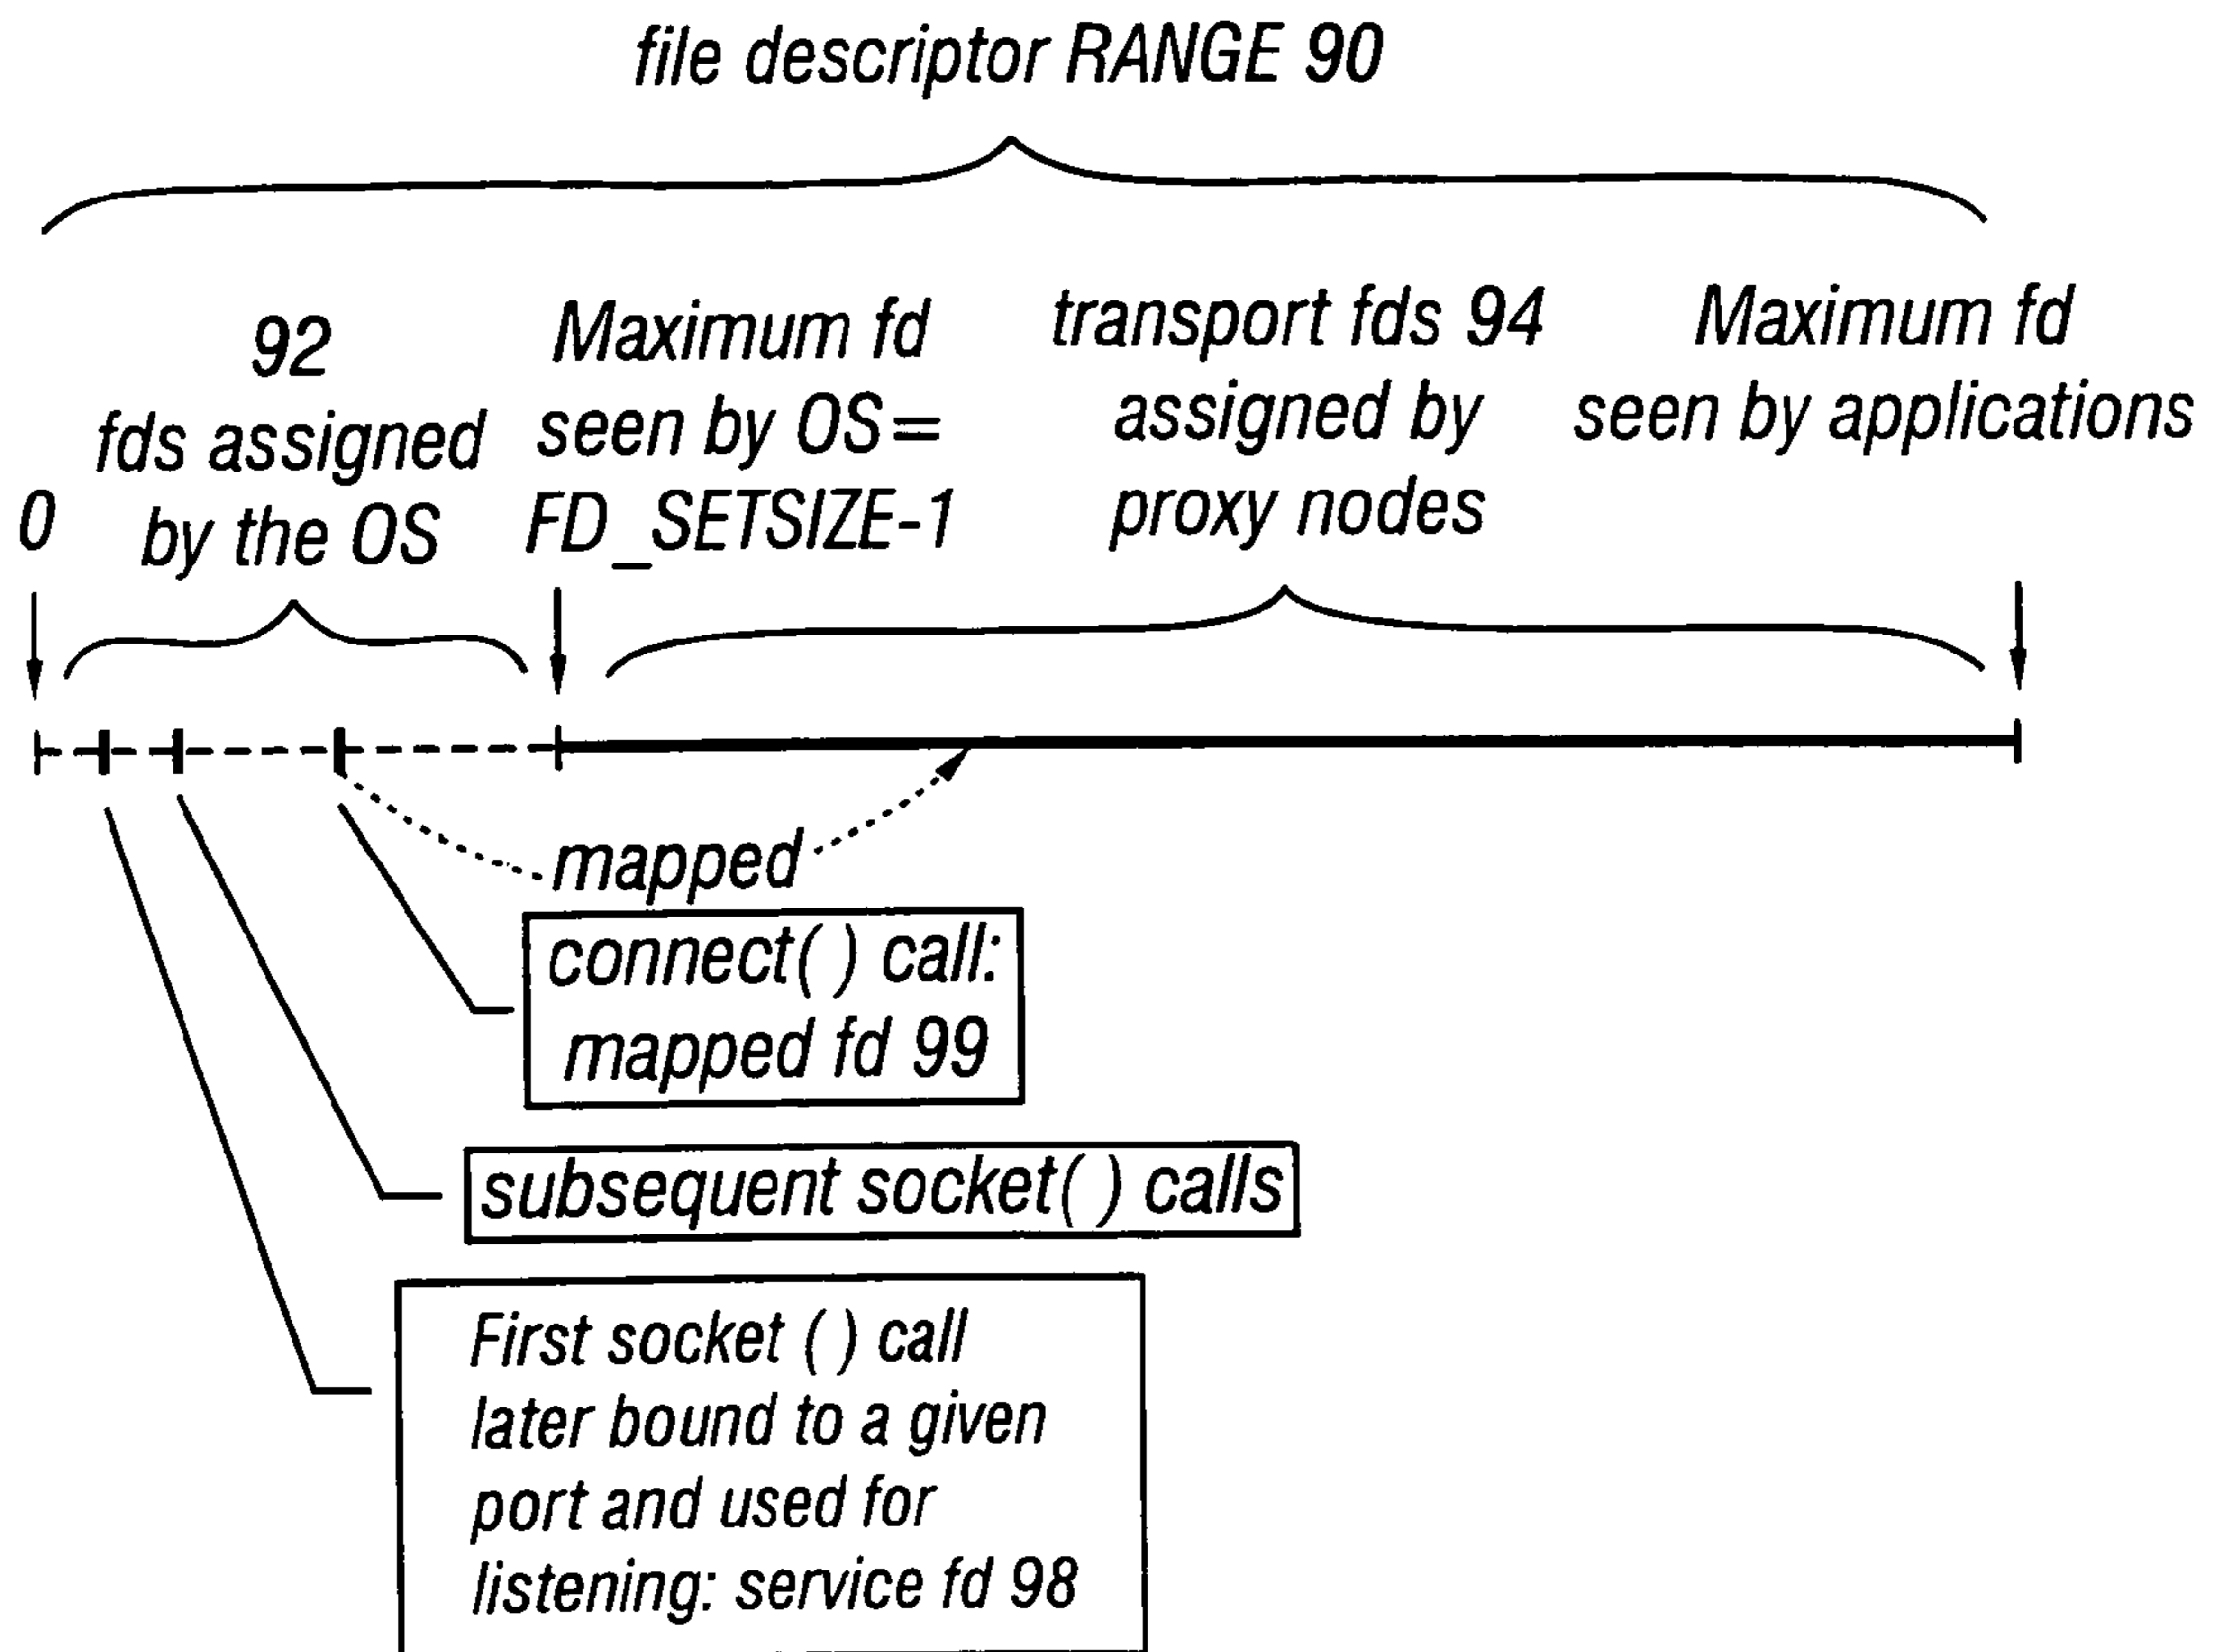 file descriptor RANGE 90
0
92
fds assigned
by the OS
Maximum fd
seen by OS=
FD_SETSIZE-1
transport fds 94
assigned by
proxy nodes
Maximum fd
seen by applications
mapped
connect( ) call:
mapped fd 99
subsequent socket( ) calls
First socket ( ) call
later bound to a given
port and used for
listening: service fd 98